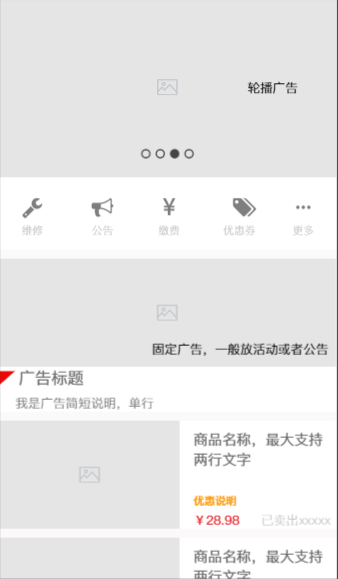 轮播广告
维修 公告 缴费 优惠券 更多
固定广告，一般放活动或者公告
广告标题
我是广告简短说明，单行
商品名称，最大支持
两行文字
优惠说明
￥28.98 已卖出xxxxx
商品名称，最大支持
两行文字